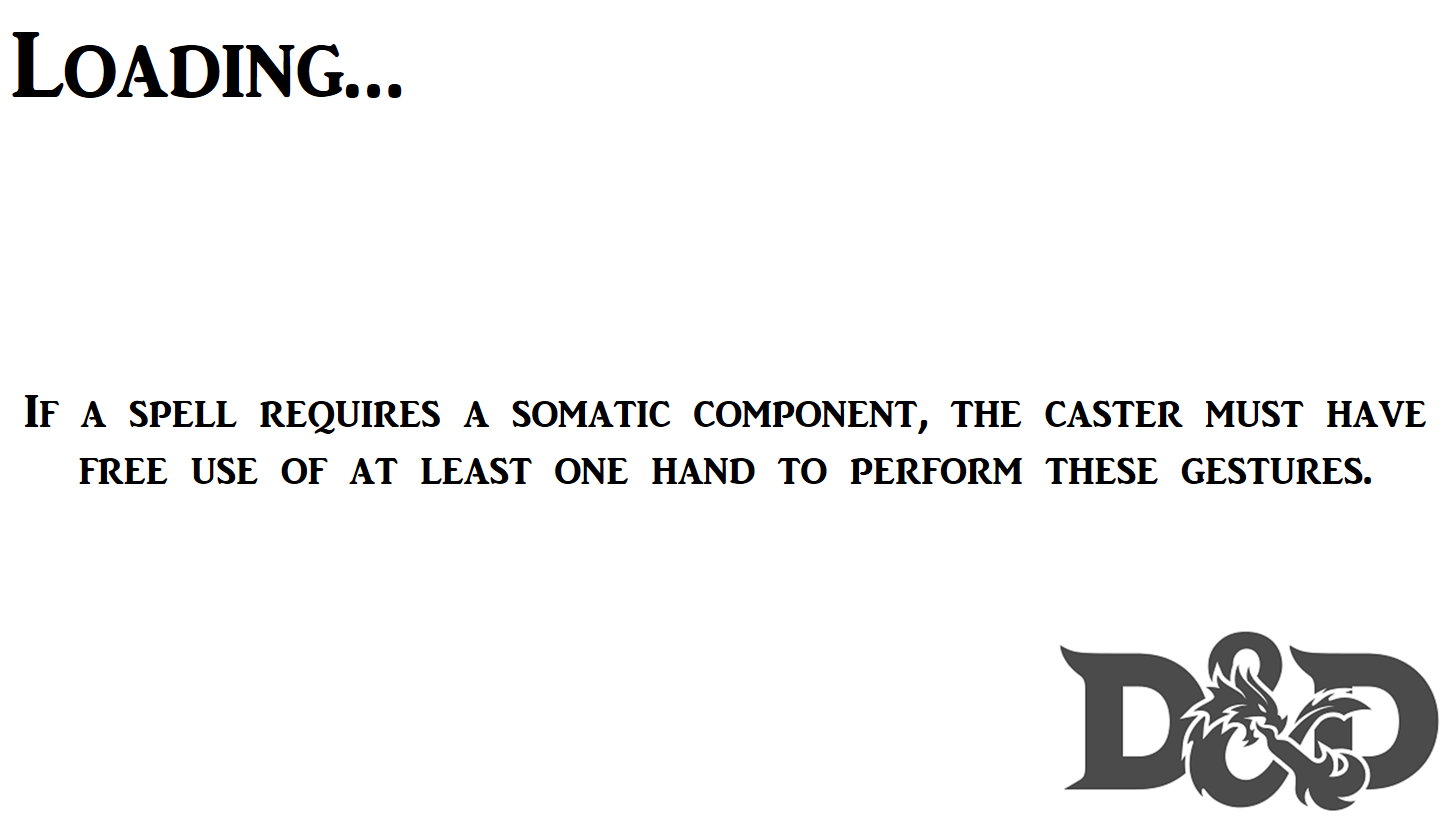 Loading...
If a spell requires a somatic component, the caster must have
free use of at least one hand to perform these gestures.
D&D